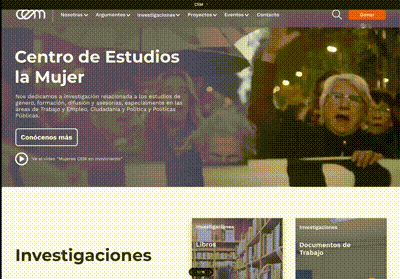 CEM
CEM
Nosotras
Argumentos
Investigaciones
Proyectos
Eventos
Contacto
Donar
Centro de Estudios
la Mujer
Nos dedicamos a investigación relacionada a los estudios de
género, formación, difusión y asesorías, especialmente en las
áreas de Trabajo y Empleo, Ciudadanía y Política y Políticas
Públicas.
Conócenos más
Ve el video "Mujeres CEM en movimiento"
Investigaciones
Investigaciones
Libros
Investigaciones
Documentos de
Trabajo